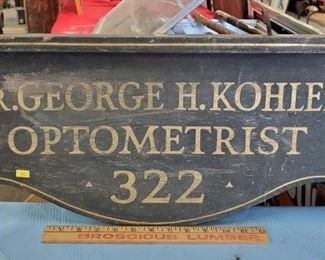 R. GEORGE H. KOHLE
OPTOMETRIST
322
BROSCIOUS LUMBER